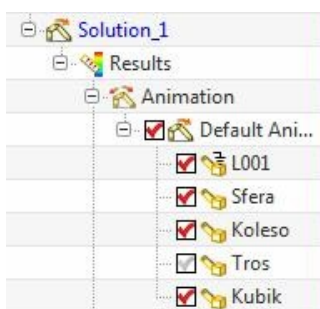 Solution_1
Results
Animation
Default Ani...
L001
Sfera
Koleso
Tros
Kubik